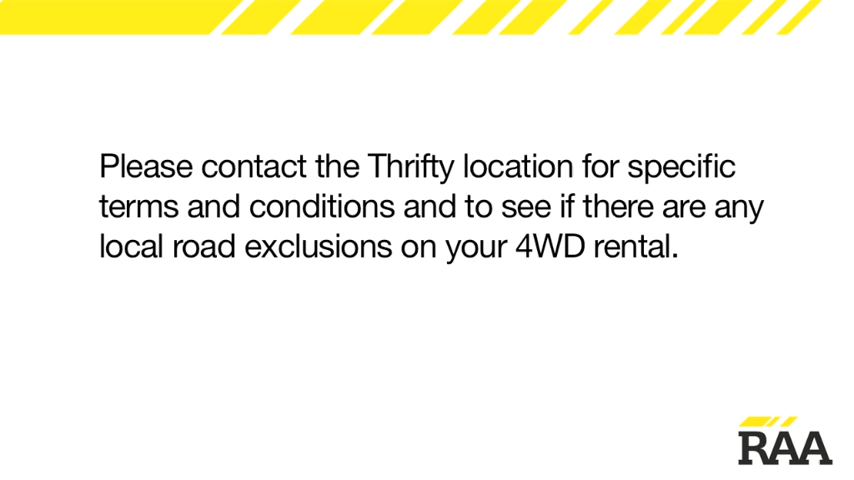 Please contact the Thrifty location for specific
terms and conditions and to see if there are any
local road exclusions on your 4WD rental.
RAA